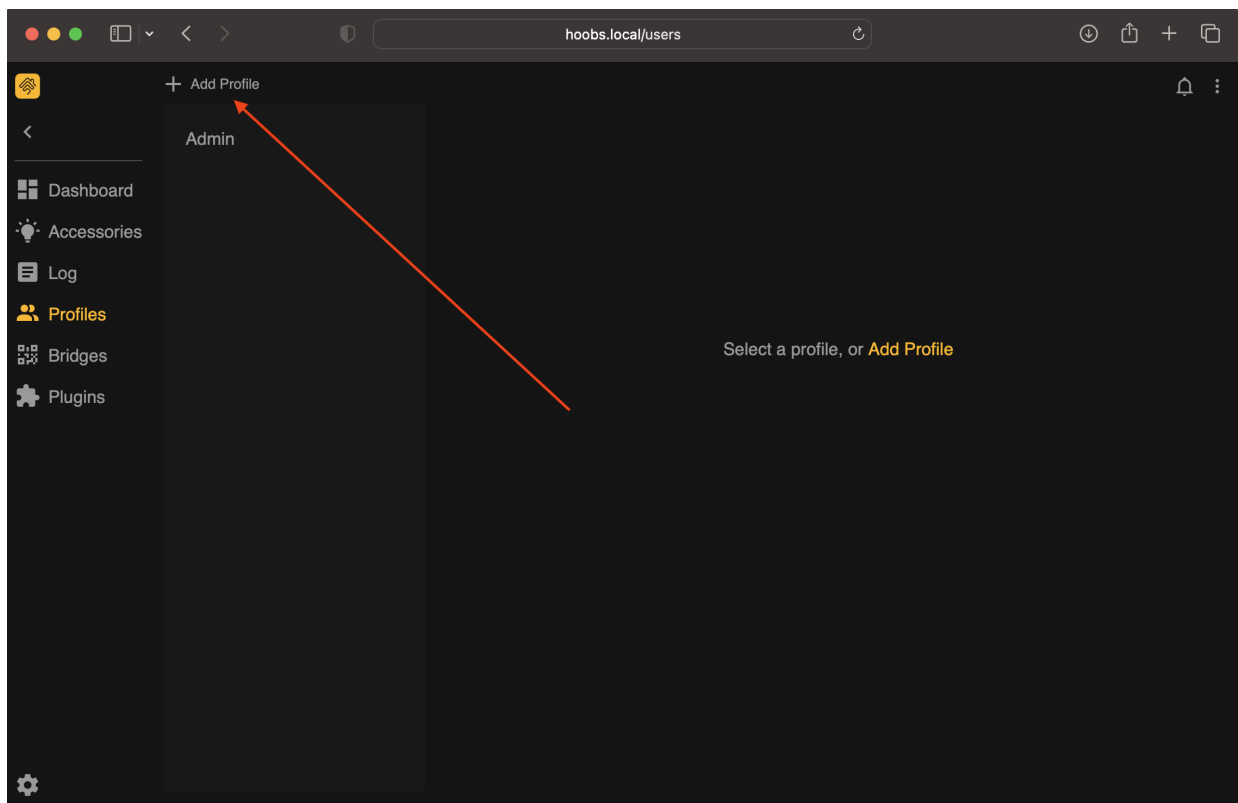 hoobs.local/users
Add Profile
Admin
Dashboard
Accessories
Log
Profiles
Bridges
Plugins
Select a profile, or Add Profile